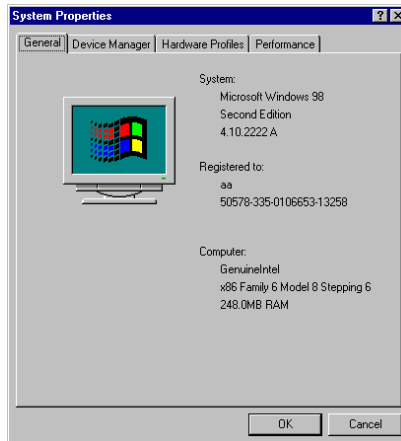 System Properties
General
Device Manager
Hardware Profiles
Performance
System:
Microsoft Windows 98
Second Edition
4.10.2222 A
Registered to:
aa
50578-335-0106653-13258
Computer:
GenuineIntel
x86 Family 6 Model 8 Stepping 6
248.0MB RAM
OK
Cancel